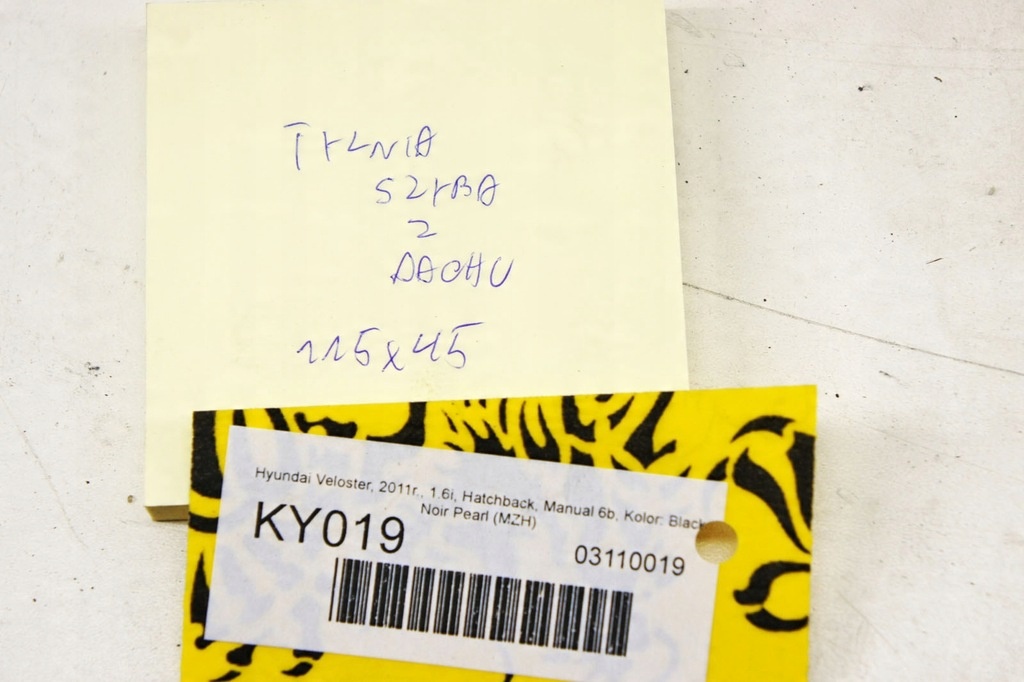 TYLNIA
SZYBA
Z
DACHU
115x45
Hyundai Veloster, 2011r., 1.6i, Hatchback, Manual 6b, Kolor: Black
Noir Pearl (MZH)
KY019
03110019